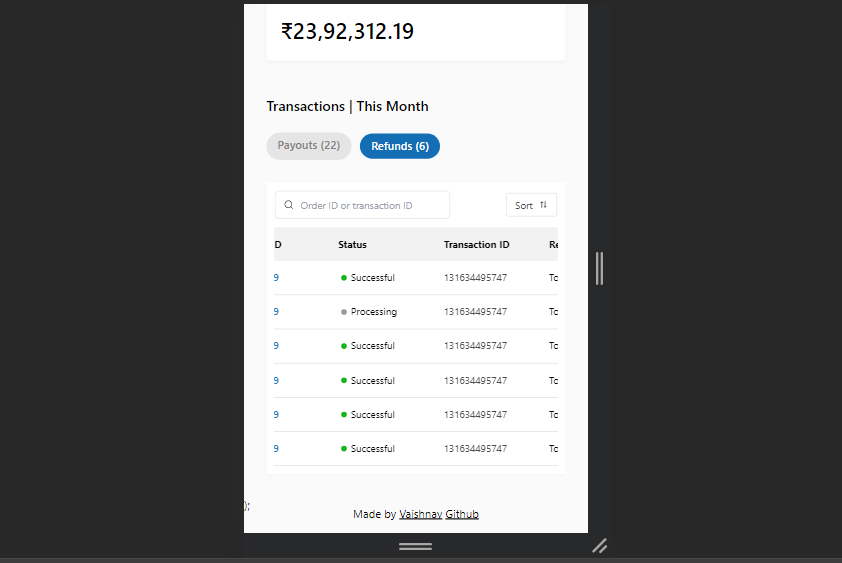 ₹23,92,312.19
Transactions | This Month
Payouts (22) Refunds (6)
Order ID or transaction ID Sort
D Status Transaction ID Re
9 Successful 131634495747 To
9 Processing 131634495747 To
9 Successful 131634495747 To
9 Successful 131634495747 To
9 Successful 131634495747 To
9 Successful 131634495747 To
);
Made by Vaishnav Github